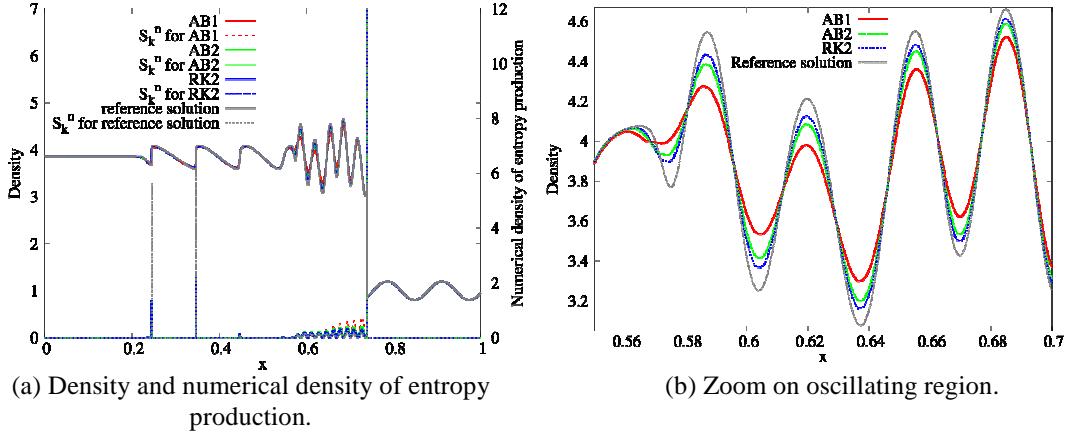 7
6
5
4
3
2
1
0
Density
12
10
8
6
4
2
0
Numerical density of entropy production
AB1
S_k^n for AB1
AB2
S_k^n for AB2
RK2
S_k^n for RK2
reference solution
S_k^n for reference solution
0 0.2 0.4 0.6 0.8 1
x
(a) Density and numerical density of entropy
production.
4.6
4.4
4.2
4
3.8
3.6
3.4
3.2
Density
AB1
AB2
RK2
Reference solution
0.56 0.58 0.6 0.62 0.64 0.66 0.68 0.7
x
(b) Zoom on oscillating region.